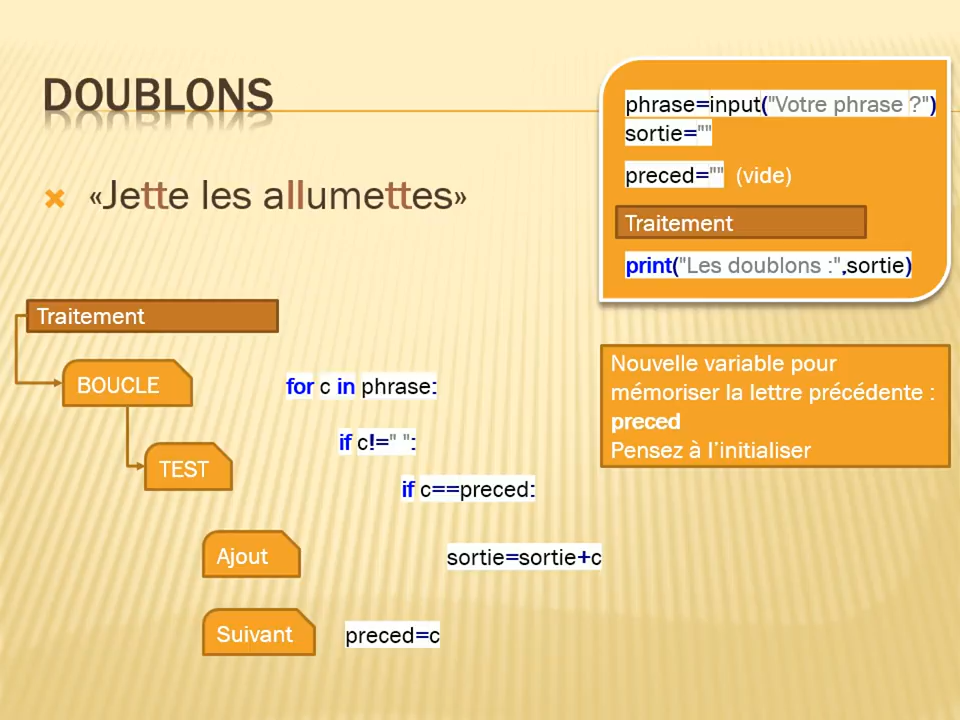 DOUBLONS
«Jette les allumettes»
phrase=input("Votre phrase ?")
sortie=""
preced="" (vide)
Traitement
print("Les doublons :",sortie)
Traitement
BOUCLE
for c in phrase:
if c!=" ":
TEST
if c==preced:
Ajout
sortie=sortie+c
Suivant
preced=c
Nouvelle variable pour
mémoriser la lettre précédente :
preced
Pensez à l'initialiser